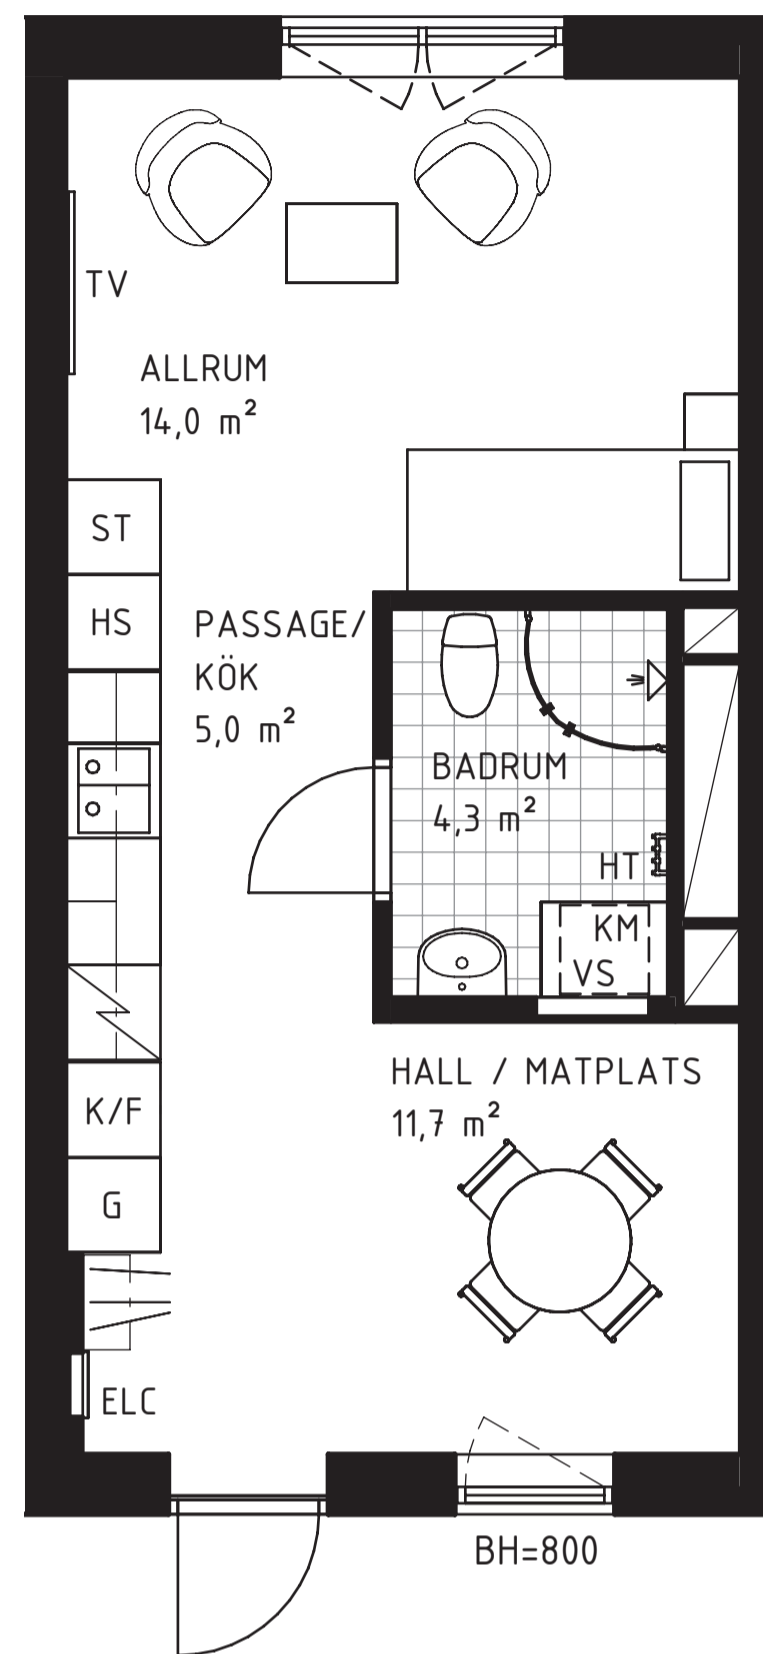 TV
ALLRUM
14,0 m²
ST
HS
PASSAGE/
KÖK
5,0 m²
BADRUM
4,3 m²
HT
KM
VS
HALL / MATPLATS
11,7 m²
K/F
G
ELC
BH=800